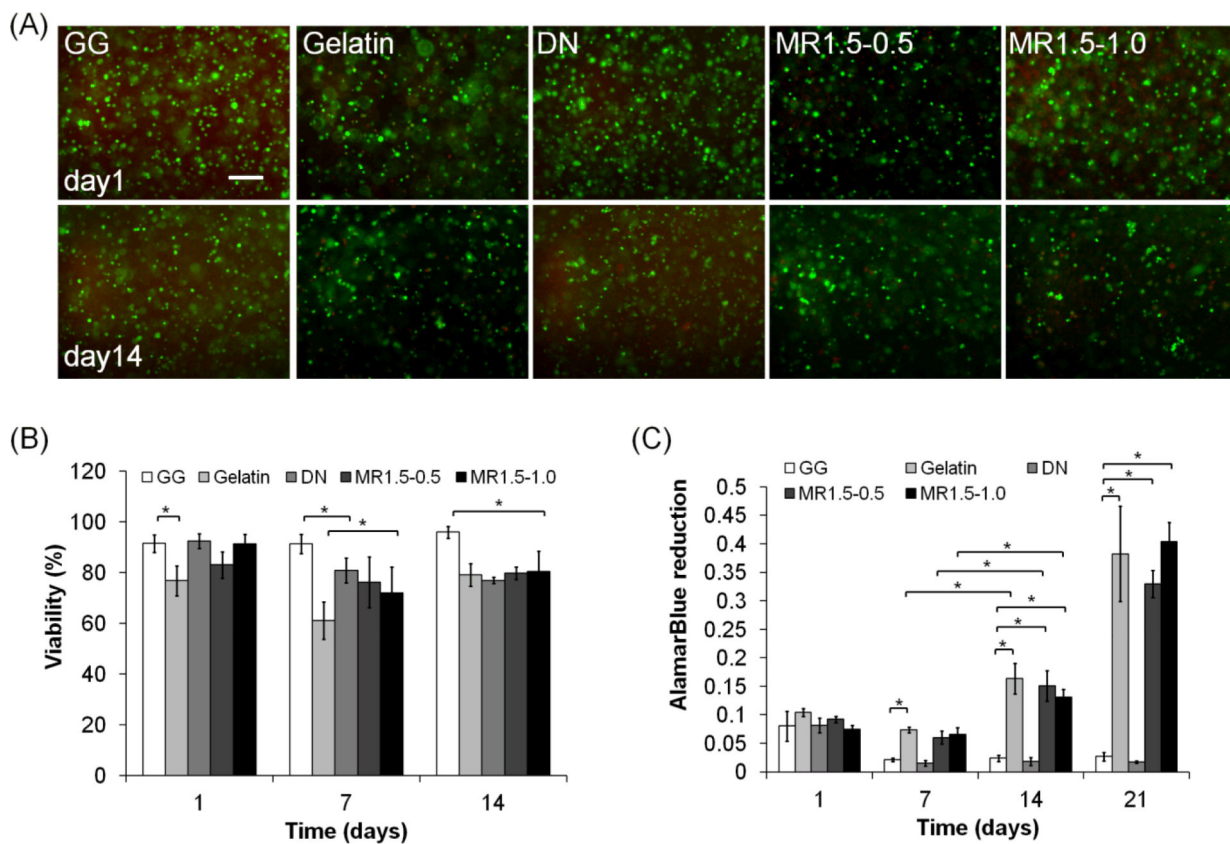 (A)
GG Gelatin DN MR1.5-0.5 MR1.5-1.0
day1
day14
(B)
120
100
80
60
40
20
0
Viability (%)
GG Gelatin DN MR1.5-0.5 MR1.5-1.0
* * * *
1 7 14
Time (days)
(C)
GG Gelatin DN
MR1.5-0.5 MR1.5-1.0
0.5
0.45
0.4
0.35
0.3
0.25
0.2
0.15
0.1
0.05
0
AlamarBlue reduction
* * * * * * * * * *
1 7 14 21
Time (days)